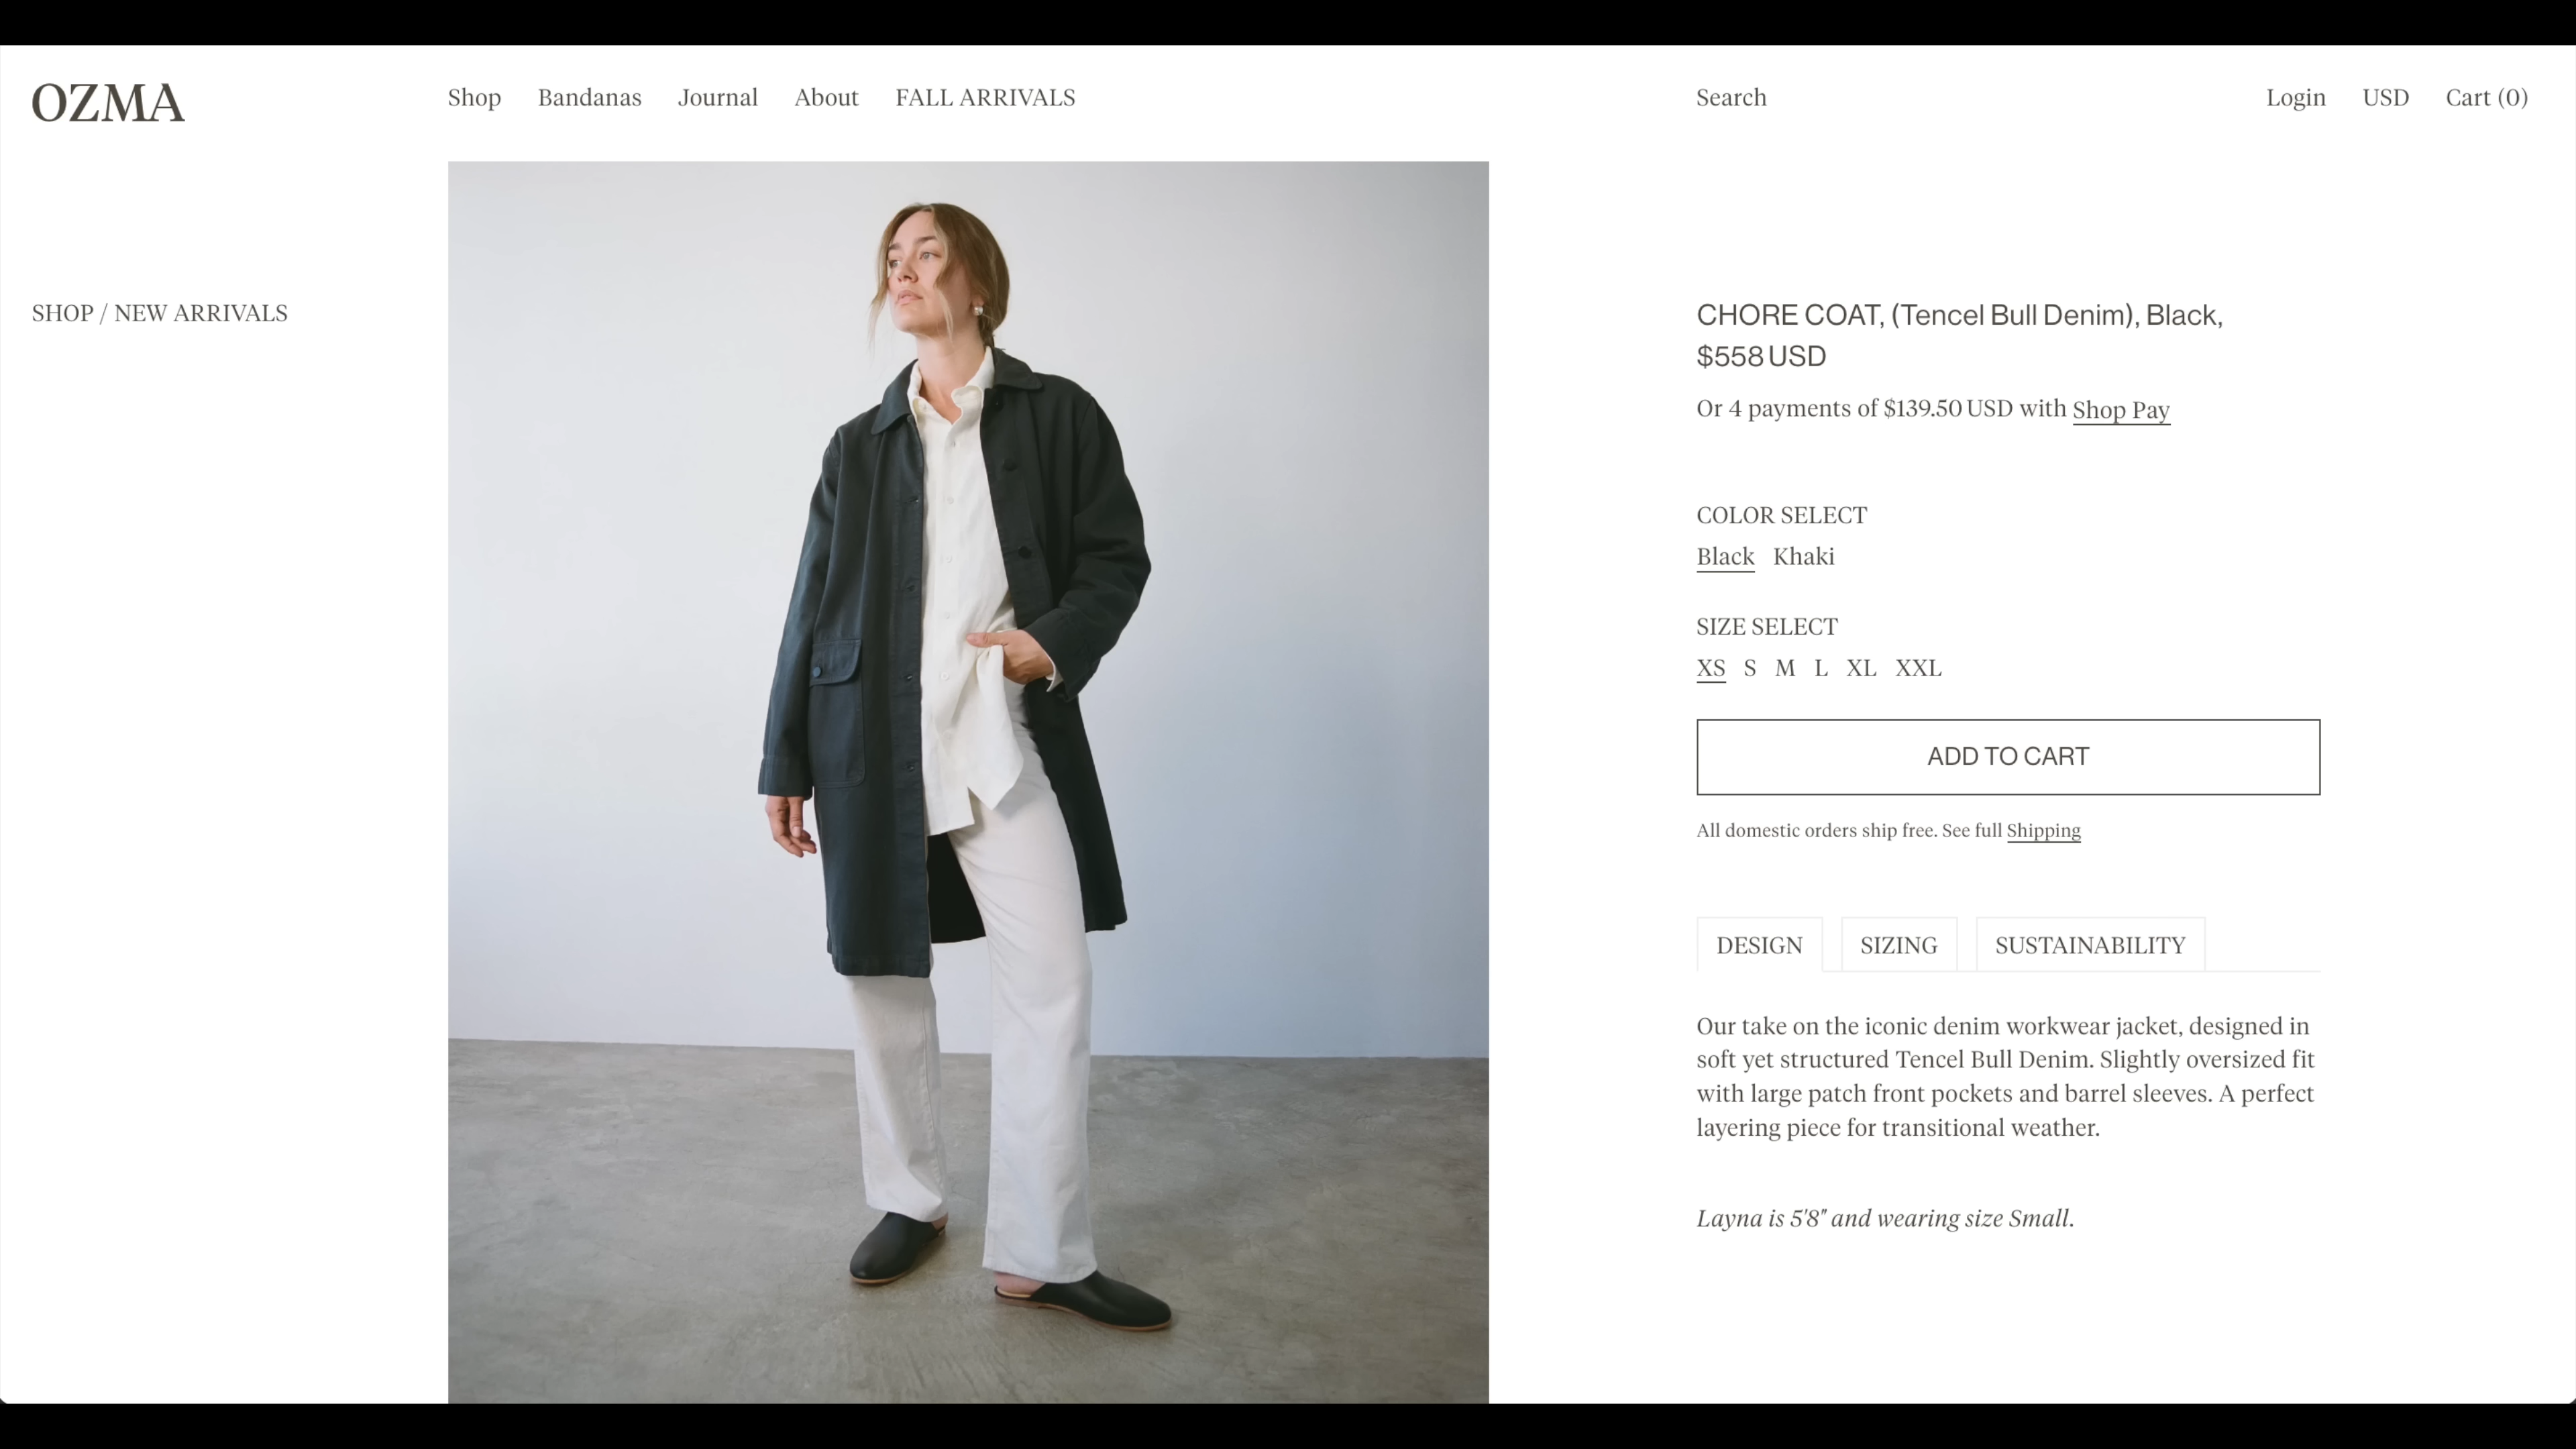 OZMA
Shop
Bandanas
Journal
About
FALL ARRIVALS
Search
Login
USD
Cart (0)
SHOP / NEW ARRIVALS
CHORE COAT, (Tencel Bull Denim), Black,
$558 USD
Or 4 payments of $139.50 USD with Shop Pay
COLOR SELECT
Black Khaki
SIZE SELECT
XS S M L XL XXL
ADD TO CART
All domestic orders ship free. See full Shipping
DESIGN
SIZING
SUSTAINABILITY
Our take on the iconic denim workwear jacket, designed in
soft yet structured Tencel Bull Denim. Slightly oversized fit
with large patch front pockets and barrel sleeves. A perfect
layering piece for transitional weather.
Layna is 5'8" and wearing size Small.